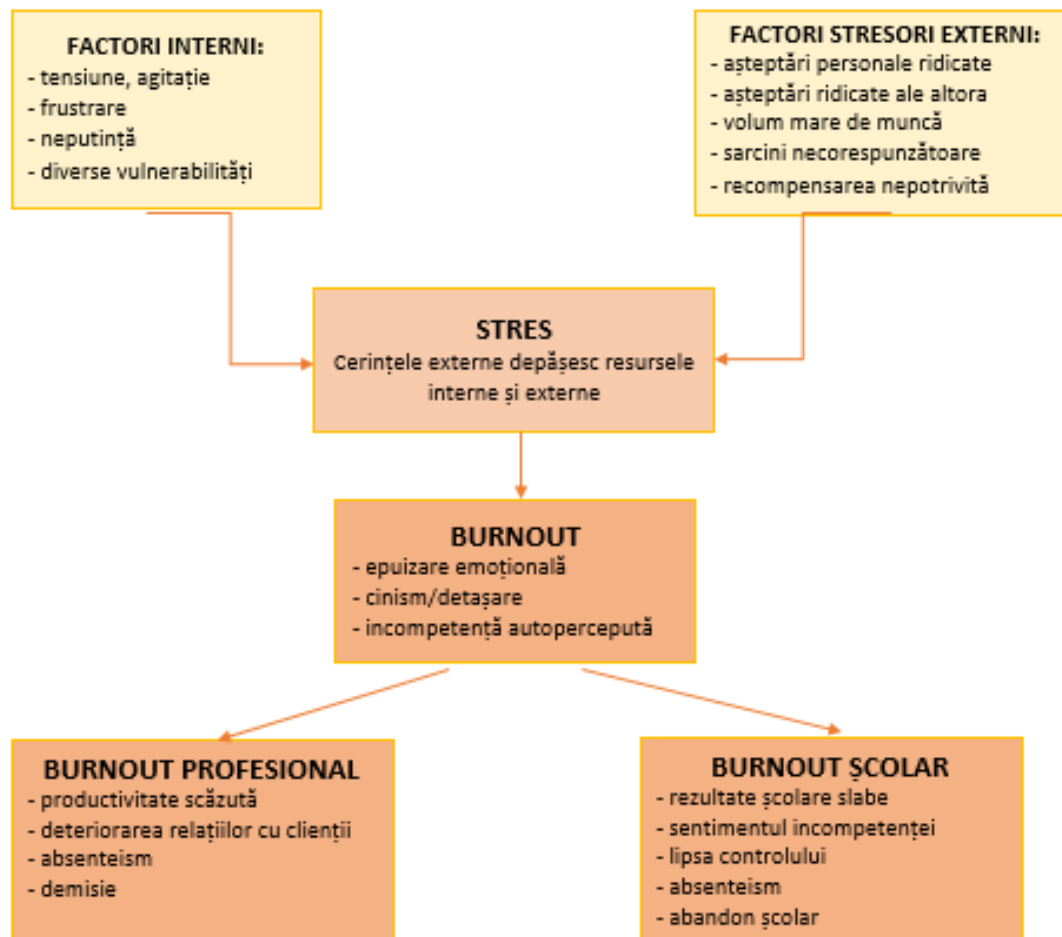 FACTORI INTERNI:
- tensiune, agitație
- frustrare
- neputință
- diverse vulnerabilități
FACTORI STRESORI EXTERNI:
- așteptări personale ridicate
- așteptări ridicate ale altora
- volum mare de muncă
- sarcini necorespunzătoare
- recompensarea nepotrivită
STRES
Cerințele externe depășesc resursele
interne și externe
BURNOUT
- epuizare emoțională
- cinism/detașare
- incompetență autopercepută
BURNOUT PROFESIONAL
- productivitate scăzută
- deteriorarea relațiilor cu clienții
- absenteism
- demisie
BURNOUT ȘCOLAR
- rezultate școlare slabe
- sentimentul incompetenței
- lipsa controlului
- absenteism
- abandon școlar